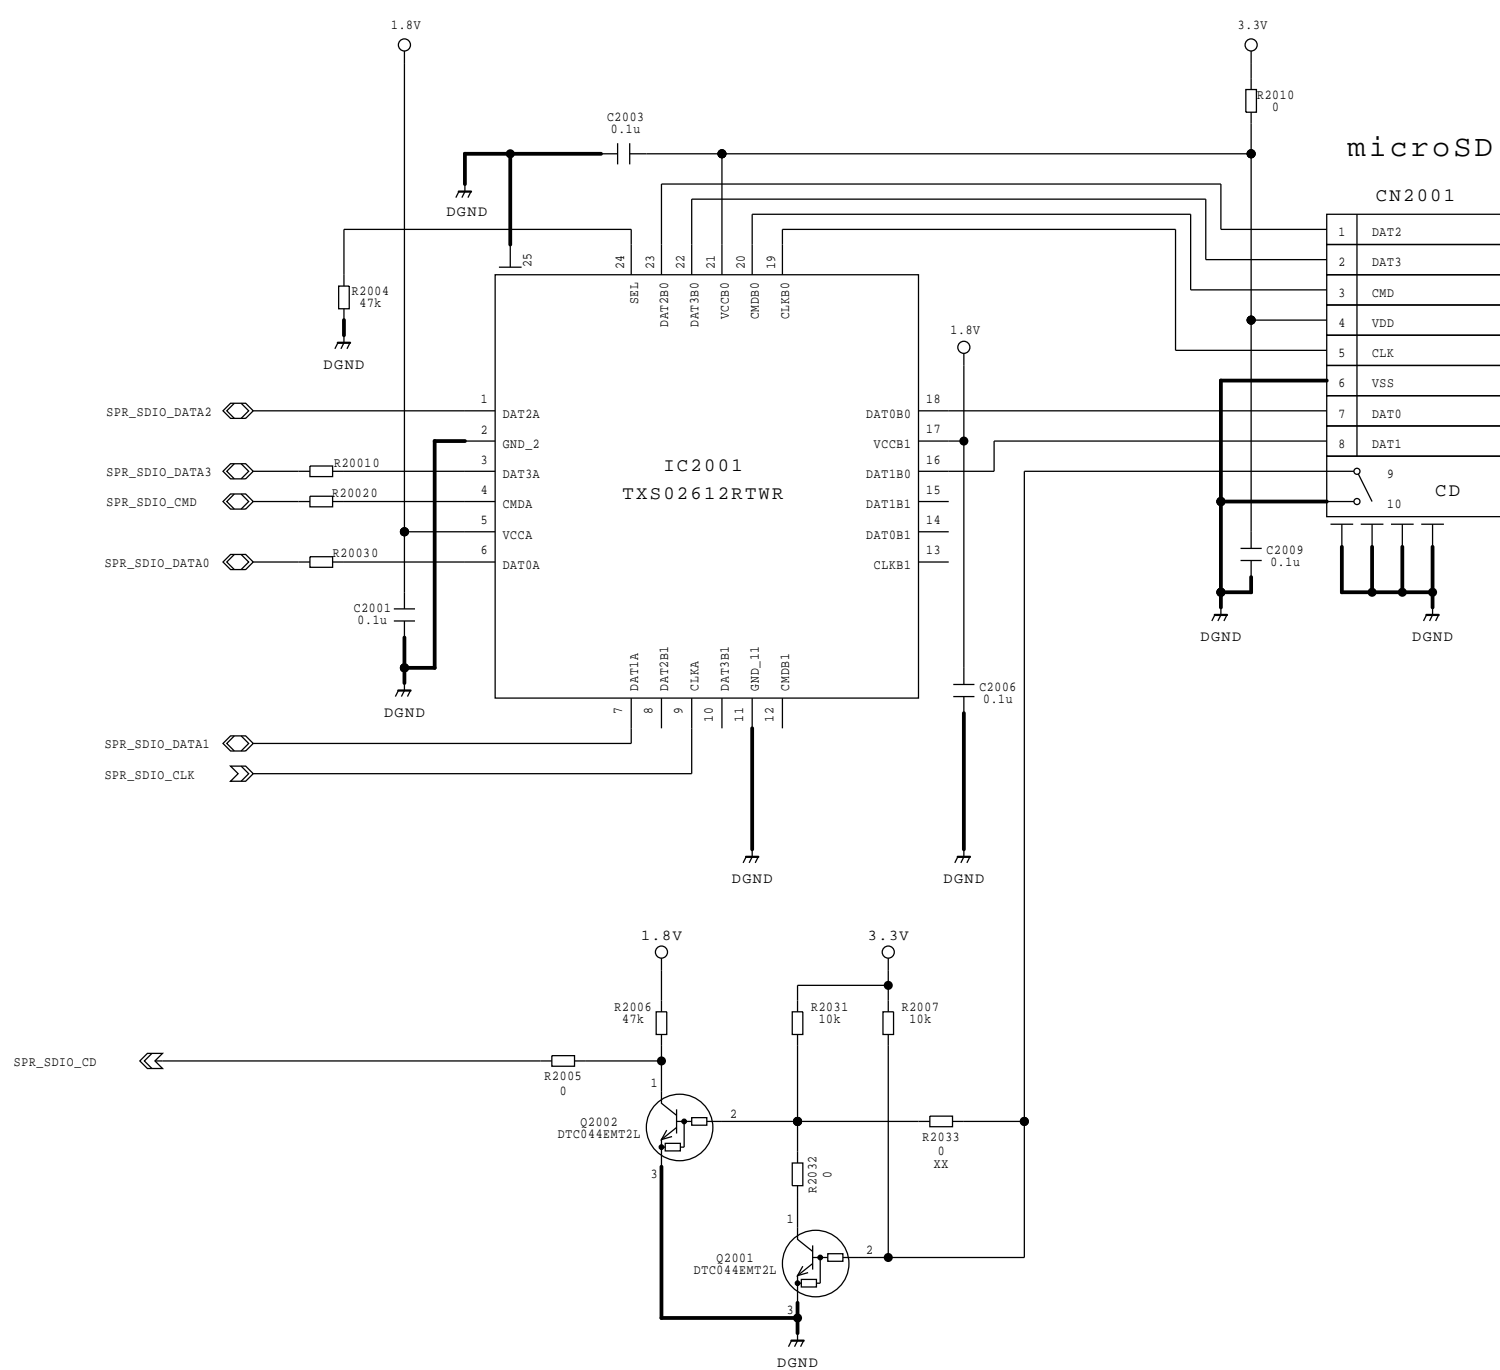 1.8V
3.3V
R2010
0
C2003
0.1u
microSD
CN2001
DGND
25
24
23
22
21
20
19
SEL
DAT2B0
DAT3B0
VCCB0
CMDB0
CLKB0
R2004
47k
DGND
1 DAT2
2 DAT3
3 CMD
4 VDD
5 CLK
6 VSS
7 DAT0
8 DAT1
9
10
CD
1.8V
SPR_SDIO_DATA2
1
DAT2A
2
GND_2
SPR_SDIO_DATA3
R20010
3
DAT3A
SPR_SDIO_CMD
R20020
4
CMDA
5
VCCA
SPR_SDIO_DATA0
R20030
6
DAT0A
IC2001
TXS02612RTWR
18
DAT0B0
17
VCCB1
16
DAT1B0
15
DAT1B1
14
DAT0B1
13
CLKB1
C2009
0.1u
DGND
DGND
C2001
0.1u
DGND
DAT1A
DAT2B1
CLKA
DAT3B1
GND_11
CMDB1
7
8
9
10
11
12
C2006
0.1u
SPR_SDIO_DATA1
SPR_SDIO_CLK
DGND
DGND
1.8V
3.3V
R2006
47k
R2031
10k
R2007
10k
SPR_SDIO_CD
R2005
0
1
Q2002
DTC044EMT2L
2
3
R2033
0
XX
R2032
0
1
Q2001
DTC044EMT2L
2
3
DGND